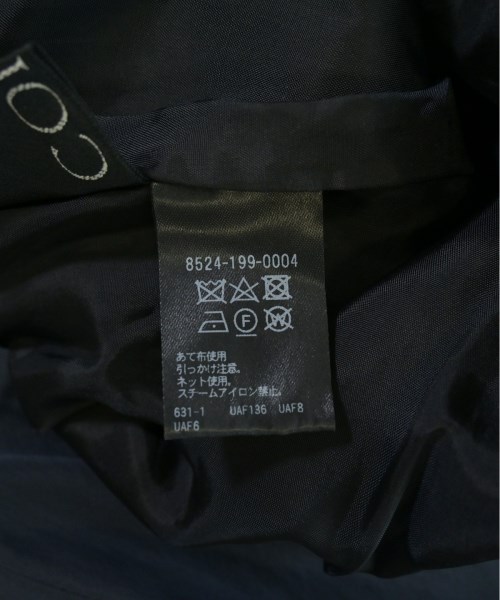 COI
8524-199-0004
あて布使用
引っかけ注意。
ネット使用。
スチームアイロン禁止。
631-1 UAF136 UAF8
UAF6